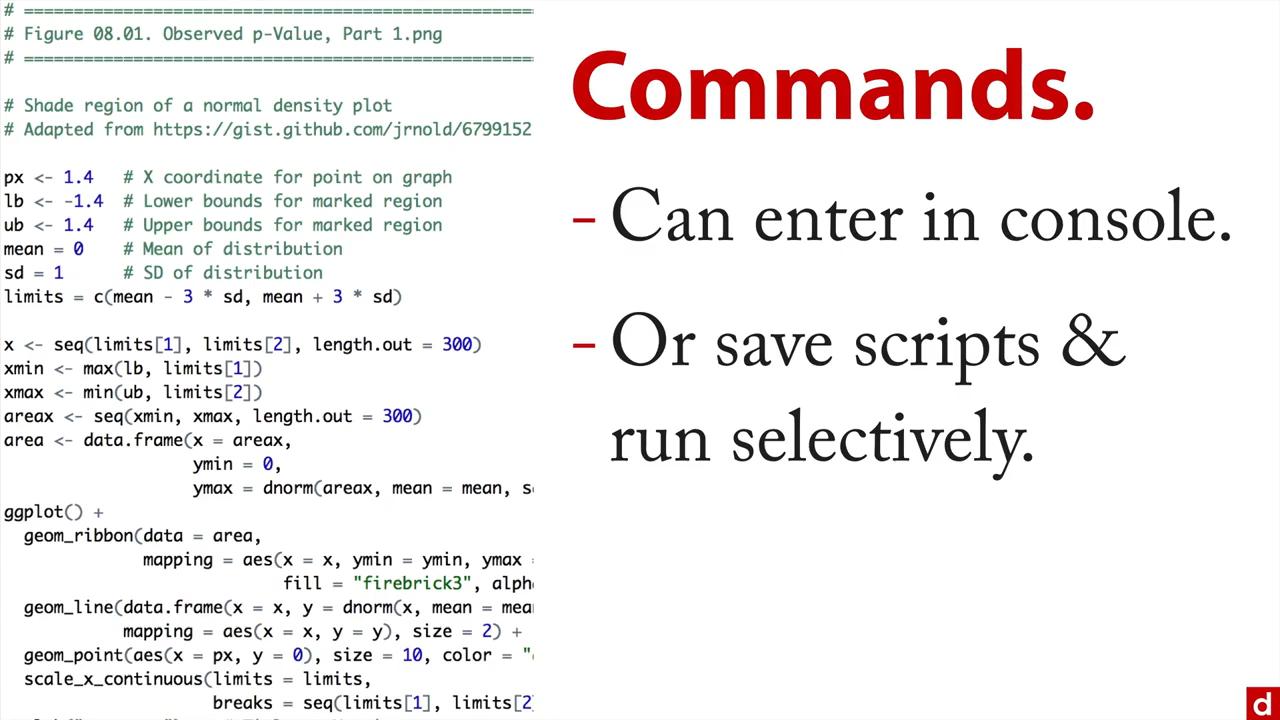 # ===================================================
# Figure 08.01. Observed p-Value, Part 1.png
# ===================================================
# Shade region of a normal density plot
# Adapted from https://gist.github.com/jrnold/6799152
px <- 1.4   # X coordinate for point on graph
lb <- -1.4  # Lower bounds for marked region
ub <- 1.4   # Upper bounds for marked region
mean = 0    # Mean of distribution
sd = 1      # SD of distribution
limits = c(mean - 3 * sd, mean + 3 * sd)
x <- seq(limits[1], limits[2], length.out = 300)
xmin <- max(lb, limits[1])
xmax <- min(ub, limits[2])
areax <- seq(xmin, xmax, length.out = 300)
area <- data.frame(x = areax,
ymin = 0,
ymax = dnorm(areax, mean = mean,
ggplot() +
geom_ribbon(data = area,
mapping = aes(x = x, ymin = ymin, ymax =
fill = "firebrick3",
geom_line(data.frame(x = x, y = dnorm(x, mean =
mapping = aes(x = x, y = y), size = 2) +
geom_point(aes(x = px, y = 0), size = 10, color = "
scale_x_continuous(limits = limits,
breaks = seq(limits[1], limits[2
Commands.
– Can enter in console.
– Or save scripts &
run selectively.
d